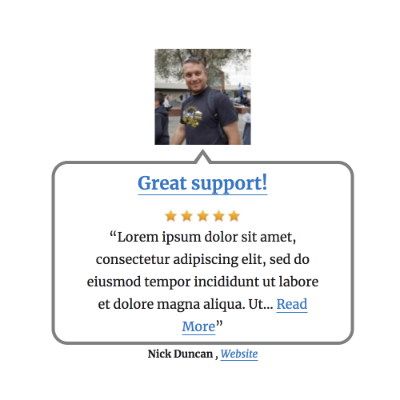 Great support!
“Lorem ipsum dolor sit amet,
consectetur adipiscing elit, sed do
eiusmod tempor incididunt ut labore
et dolore magna aliqua. Ut... Read
More”
Nick Duncan , Website